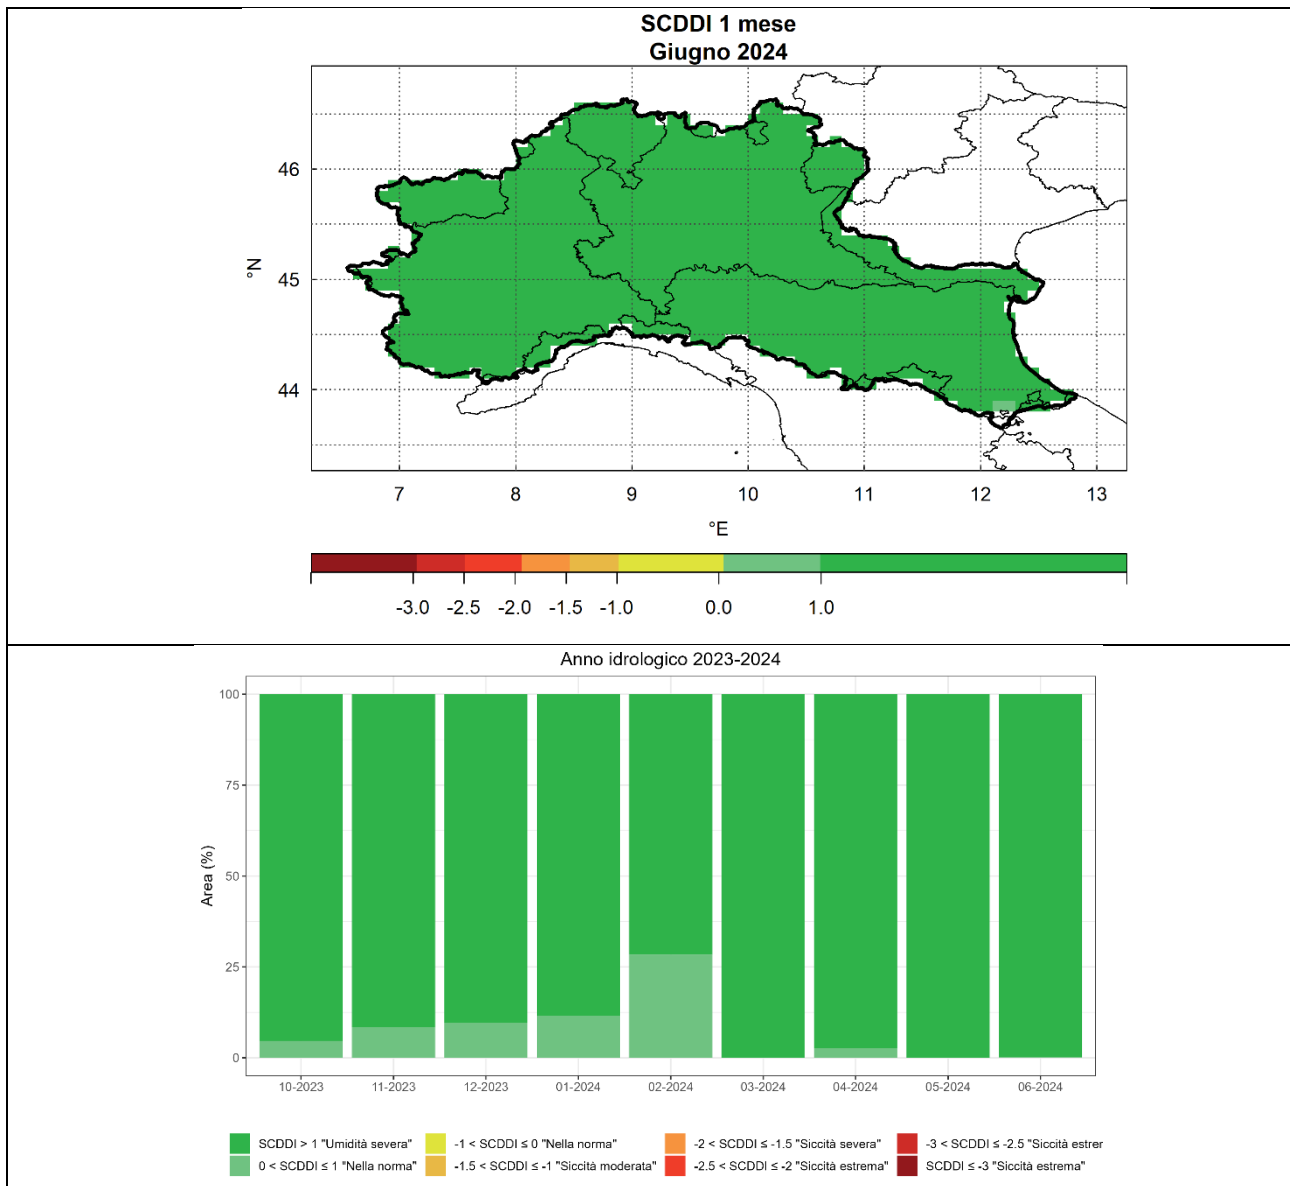 SCDDI 1 mese
Giugno 2024
46
45
44
°N
7 8 9 10 11 12 13
°E
-3.0 -2.5 -2.0 -1.5 -1.0 0.0 1.0
Anno idrologico 2023-2024
100
75
50
25
0
Area (%)
10-2023 11-2023 12-2023 01-2024 02-2024 03-2024 04-2024 05-2024 06-2024
SCDDI > 1 "Umidità severa" -1 < SCDDI ≤ 0 "Nella norma" -2 < SCDDI ≤ -1.5 "Siccità severa" -3 < SCDDI ≤ -2.5 "Siccità estrer
0 < SCDDI ≤ 1 "Nella norma" -1.5 < SCDDI ≤ -1 "Siccità moderata" -2.5 < SCDDI ≤ -2 "Siccità estrema" SCDDI ≤ -3 "Siccità estrema"